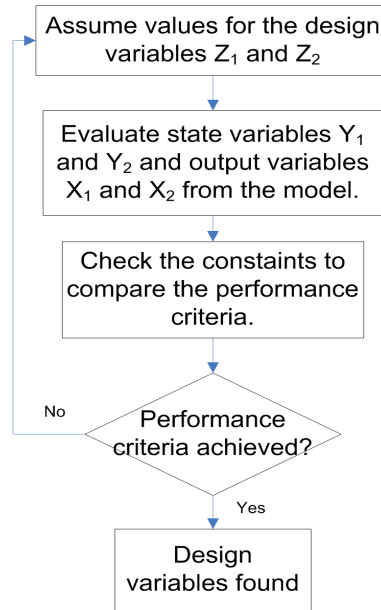 Assume values for the design
variables Z₁ and Z₂
Evaluate state variables Y₁
and Y₂ and output variables
X₁ and X₂ from the model.
Check the constaints to
compare the performance
criteria.
Performance
criteria achieved?
No
Yes
Design
variables found